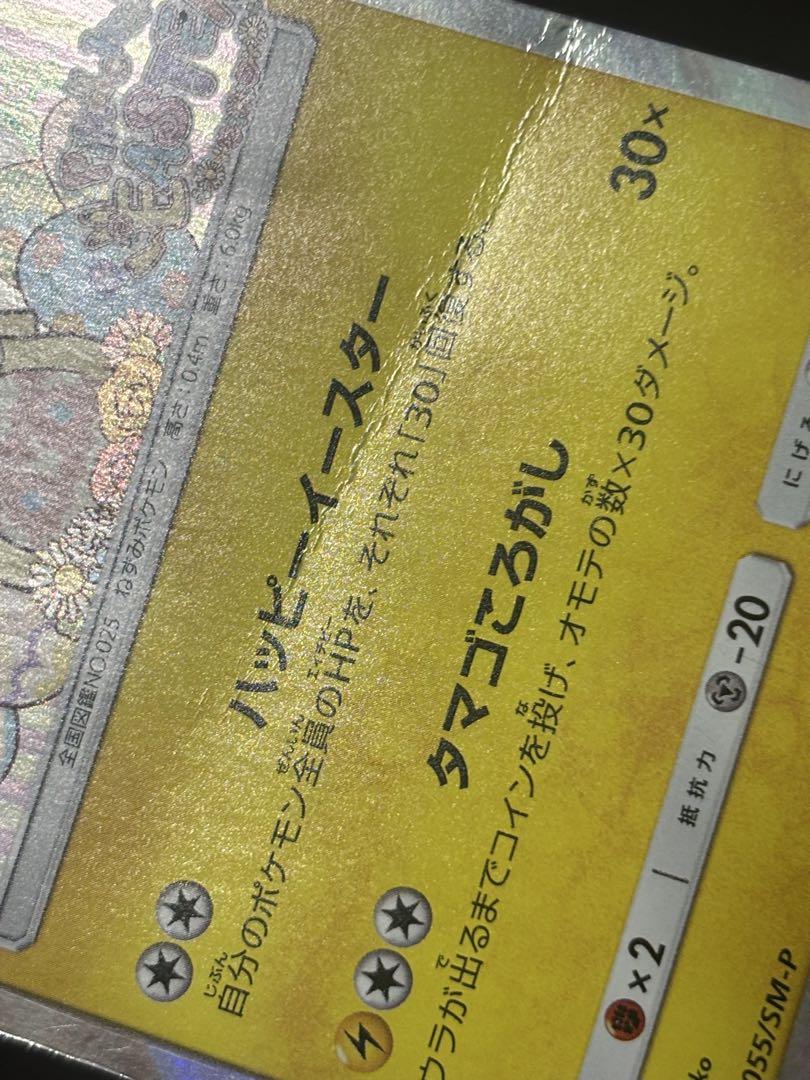 EASTER
全国図鑑NO.025 ねずみポケモン 高さ：0.4m 重さ：6.0kg
ハッピーイースター
自分のポケモン全員のHPを、それぞれ「30」回復する。
タマゴころがし 30×
ウラが出るまでコインを投げ、オモテの数×30ダメージ。
×2 抵抗力 -20 にげる
055/SM-P